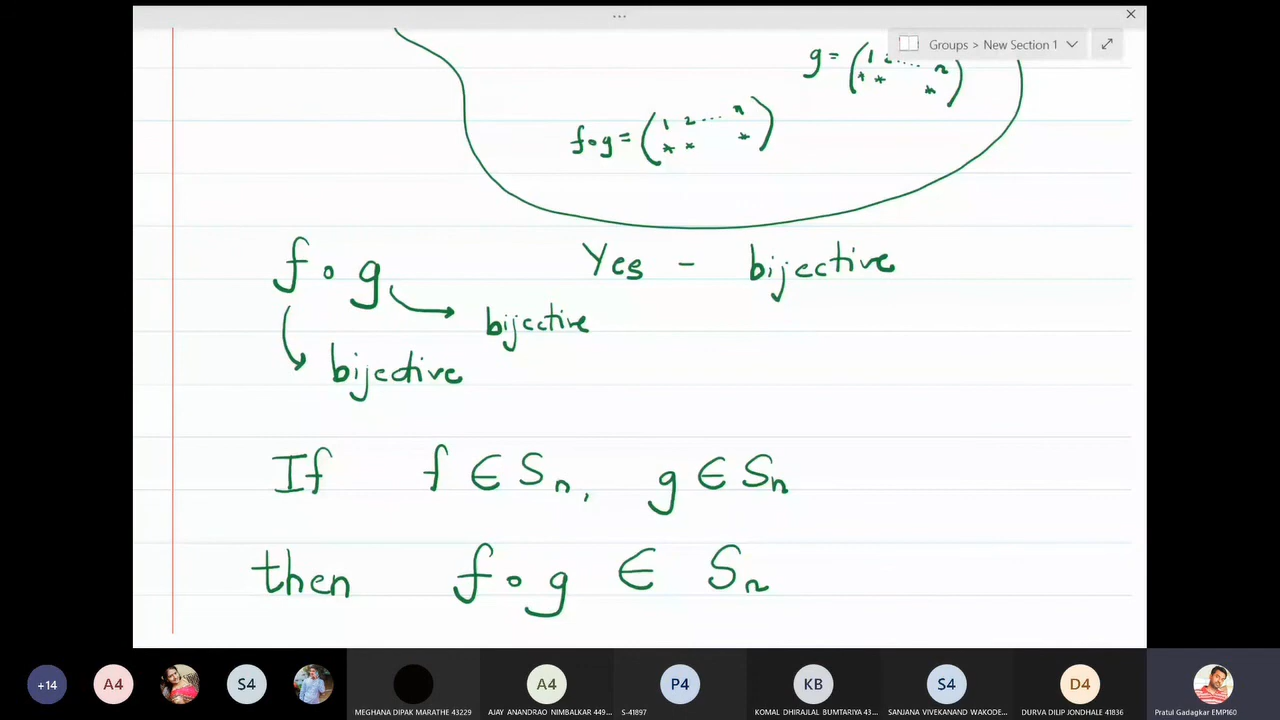 Groups > New Section 1
g = (1 2 .... n
* * *)
f∘g = (1 2 ... n
* * *)
f∘g Yes - bijective
bijective
bijective
If f ∈ Sn, g ∈ Sn
then f∘g ∈ Sn
+14 A4 S4 A4 P4 KB S4 D4
MEGHANA DIPAK MARATHE 43229 AJAY ANANDRAO NIMBALKAR 449... S-41897 KOMAL DHIRAJLAL BUMTARIYA 43... SANJANA VIVEKANAND WAKODE... DURVA DILIP JONDHALE 41836 Pratul Gadagkar EMP160